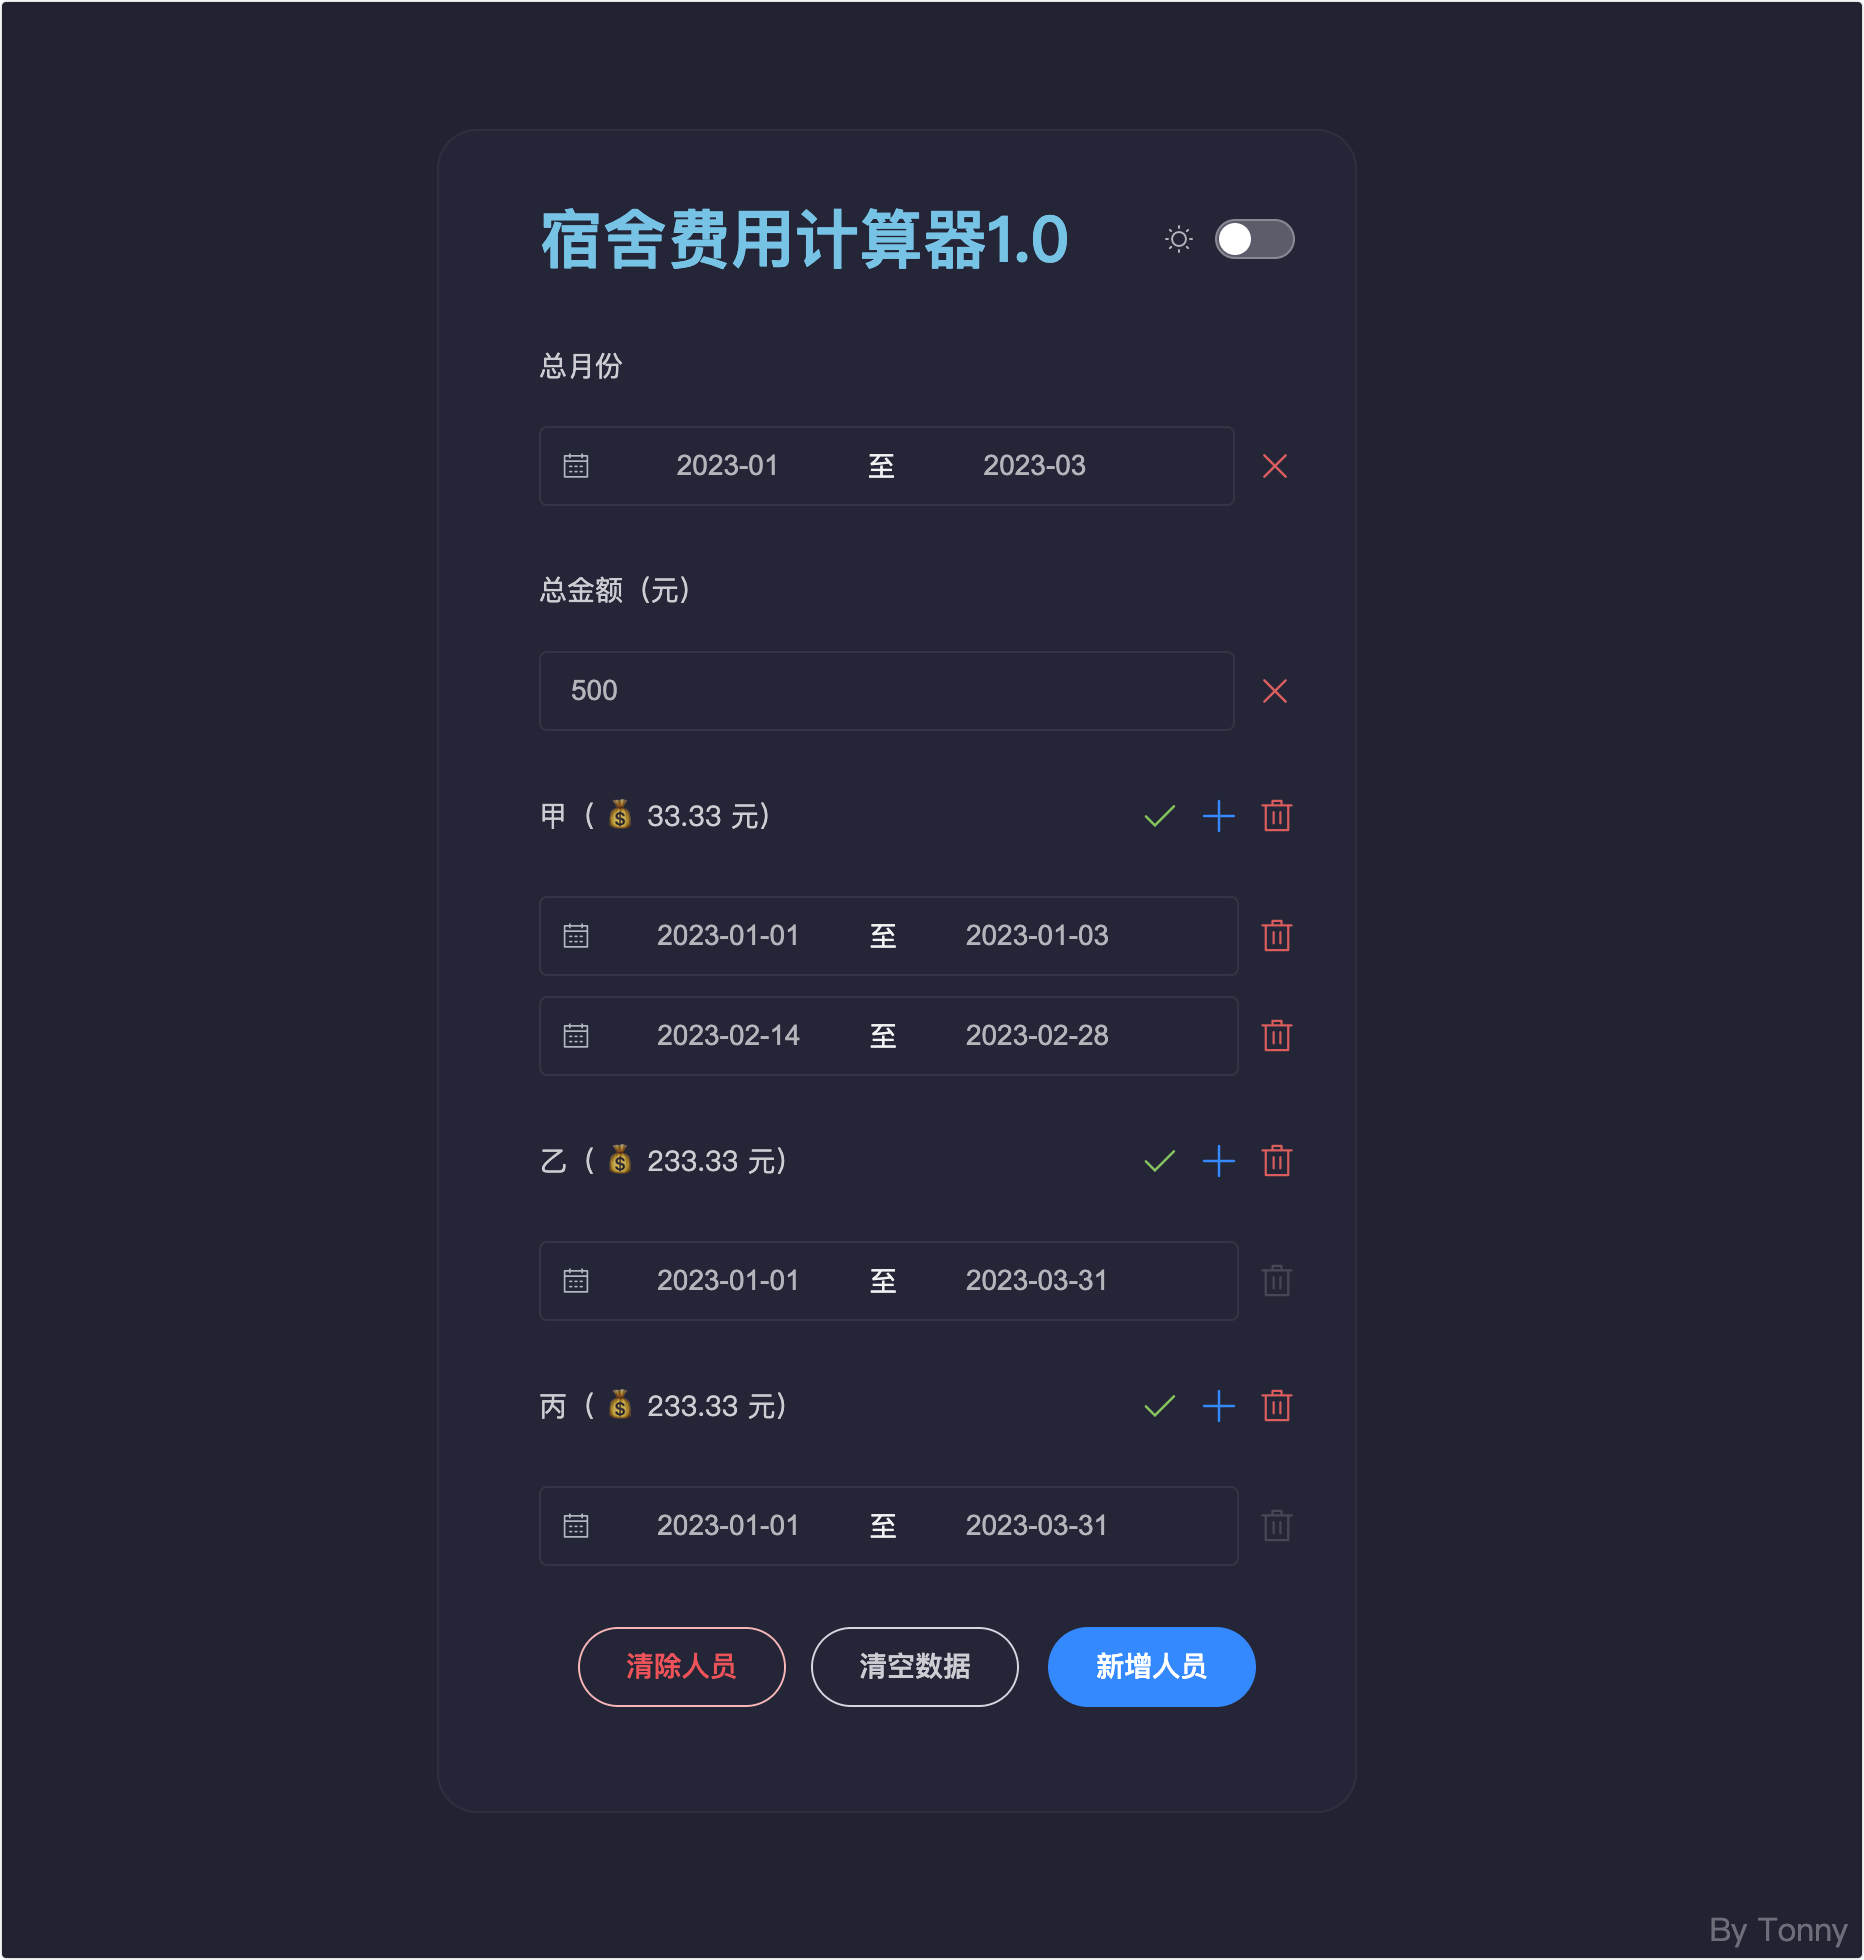 宿舍费用计算器1.0
总月份
2023-01 至 2023-03
总金额（元）
500
甲（💰 33.33 元）
2023-01-01 至 2023-01-03
2023-02-14 至 2023-02-28
乙（💰 233.33 元）
2023-01-01 至 2023-03-31
丙（💰 233.33 元）
2023-01-01 至 2023-03-31
清除人员 清空数据 新增人员
By Tonny